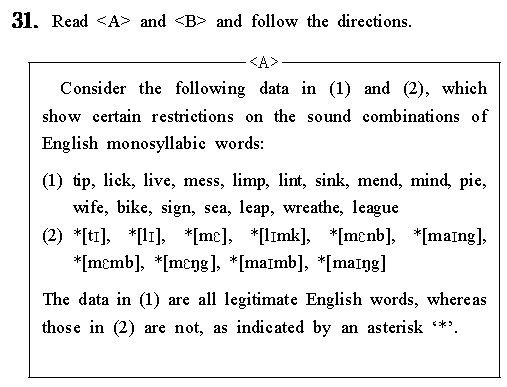 31. Read <A> and <B> and follow the directions.
<A>
Consider the following data in (1) and (2), which
show certain restrictions on the sound combinations of
English monosyllabic words:
(1) tip, lick, live, mess, limp, lint, sink, mend, mind, pie,
wife, bike, sign, sea, leap, wreathe, league
(2) *[tɪ], *[lɪ], *[mɛ], *[lɪmk], *[mɛnb], *[maɪng],
*[mɛmb], *[mɛŋg], *[maɪmb], *[maɪŋg]
The data in (1) are all legitimate English words, whereas
those in (2) are not, as indicated by an asterisk ‘*’.